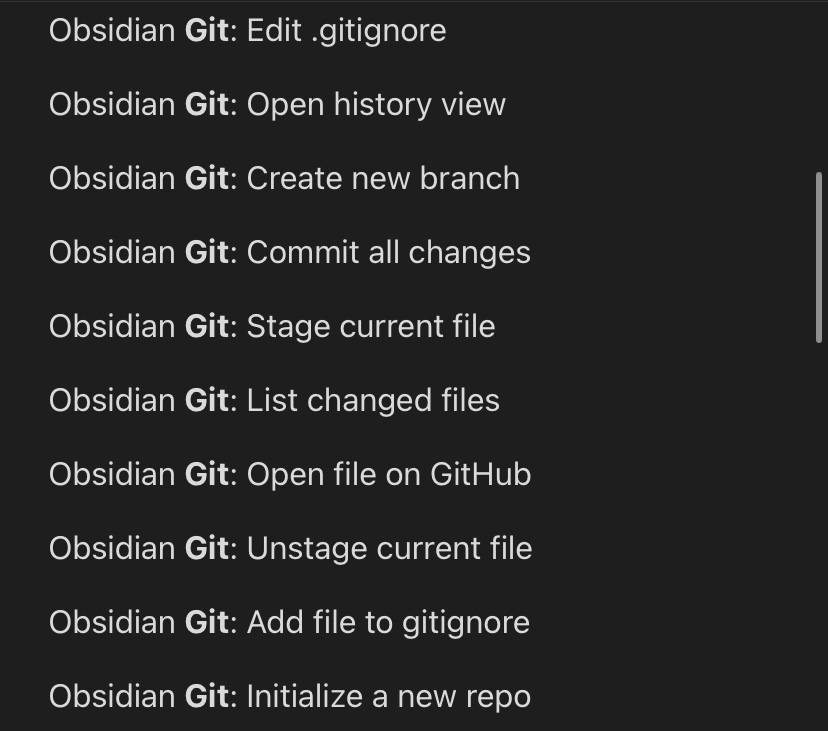 Obsidian Git: Edit .gitignore
Obsidian Git: Open history view
Obsidian Git: Create new branch
Obsidian Git: Commit all changes
Obsidian Git: Stage current file
Obsidian Git: List changed files
Obsidian Git: Open file on GitHub
Obsidian Git: Unstage current file
Obsidian Git: Add file to gitignore
Obsidian Git: Initialize a new repo